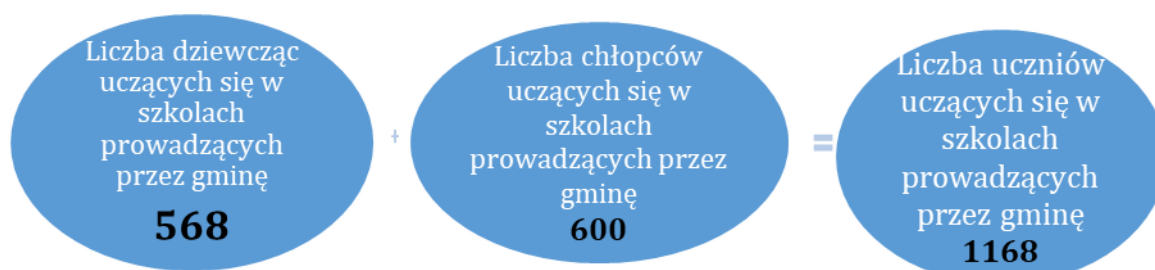 Liczba dziewcząc
uczących się w
szkolach
prowadzących
przez gminę
568
+
Liczba chłopców
uczących się w
szkolach
prowadzących przez
gminę
600
=
Liczba uczniów
uczących się w
szkolach
prowadzących
przez gminę
1168